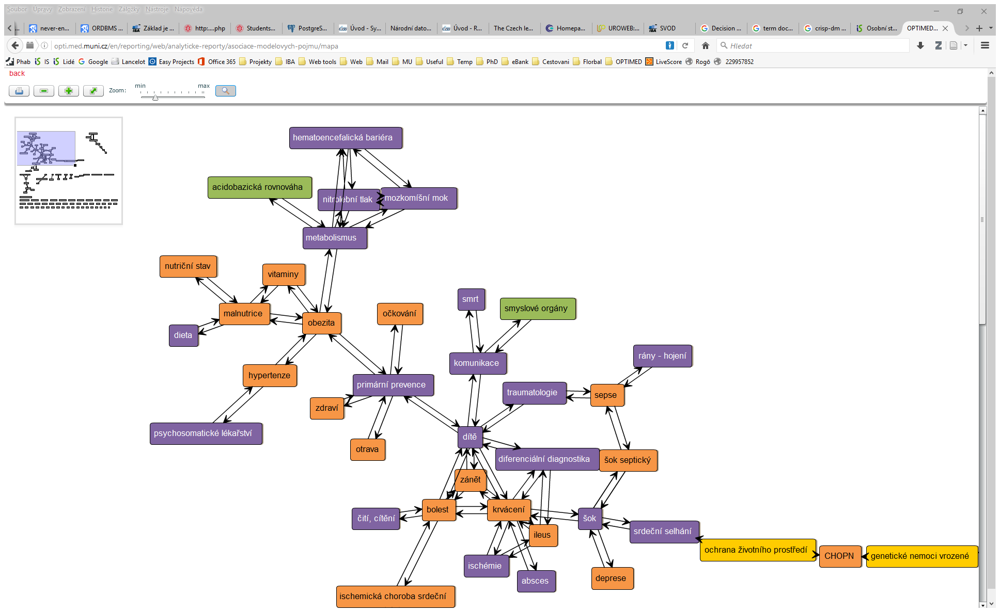 Soubor Úpravy Zobrazení Historie Záložky Nástroje Nápověda
... never-en... ORDBMS ... Základ je ... http:....php Students... PostgreS... Úvod - Sy... Národní dato... Úvod - R... The Czech le... Homepa... UROWEB:... SVOD Decision ... term doc... crisp-dm ... Osobní st... OPTIMED...
opti.med.muni.cz/en/reporting/web/analyticke-reporty/asociace-modelovych-pojmu/mapa Hledat
Phab IS Lidé Google Lancelot Easy Projects Office 365 Projekty IBA Web tools Web Mail MU Useful Temp PhD eBank Cestovani Florbal OPTIMED LiveScore Rogō 229957852
back
min max
Zoom:
hematoencefalická bariéra
acidobazická rovnováha
nitrolební tlak mozkomíšní mok
metabolismus
nutriční stav
vitaminy
smrt
smyslové orgány
malnutrice
očkování
obezita
dieta
rány - hojení
komunikace
hypertenze
primární prevence
traumatologie
sepse
zdraví
psychosomatické lékařství
dítě
otrava
diferenciální diagnostika
šok septický
zánět
bolest
krvácení
čití, cítění
šok
srdeční selhání
ileus
ochrana životního prostředí
CHOPN
genetické nemoci vrozené
ischémie
absces
deprese
ischemická choroba srdeční